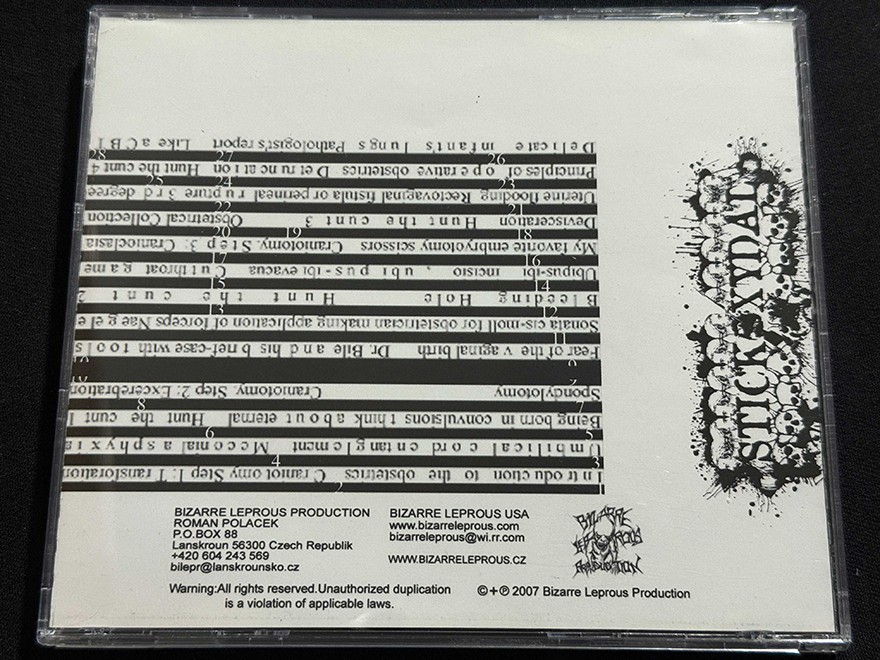 Introduction to the obstetrics Craniotomy Step 1: Transforation
Umbilical cord entanglement Meconial asphyxia
Being born in convulsions think about eternal Hunt the cunt 1
Spondylotomy Craniotomy. Step 2: Excerebration
Fear of the vaginal birth Dr. Bile and his brief-case with tools
Sonata cis-moll for obstetrician making application of forceps Naegele
Bleeding Hole Hunt the cunt 2
Ubipus-ibi incisio, ubi pus-ibi evacua Cutthroat game
My favorite embryotomy scissors Craniotomy. Step 3: Cranioclasia
Devisceration Hunt the cunt 3 Obstetrical Collection
Uterine flooding Rectovaginal fistula or perineal rupture 3rd degree
Principles of operative obstetrics Detruncation Hunt the cunt 4
Delicate infant's lungs Pathologist's report Like a CBT
STICKOXYDAL
BIZARRE LEPROUS PRODUCTION
ROMAN POLACEK
P.O.BOX 88
Lanskroun 56300 Czech Republik
+420 604 243 569
bilepr@lanskrounsko.cz
BIZARRE LEPROUS USA
www.bizarreleprous.com
bizarreleprous@wi.rr.com
WWW.BIZARRELEPROUS.CZ
BIZARRE
LEPROUS
PRODUCTION
Warning:All rights reserved.Unauthorized duplication
is a violation of applicable laws.
©+℗ 2007 Bizarre Leprous Production